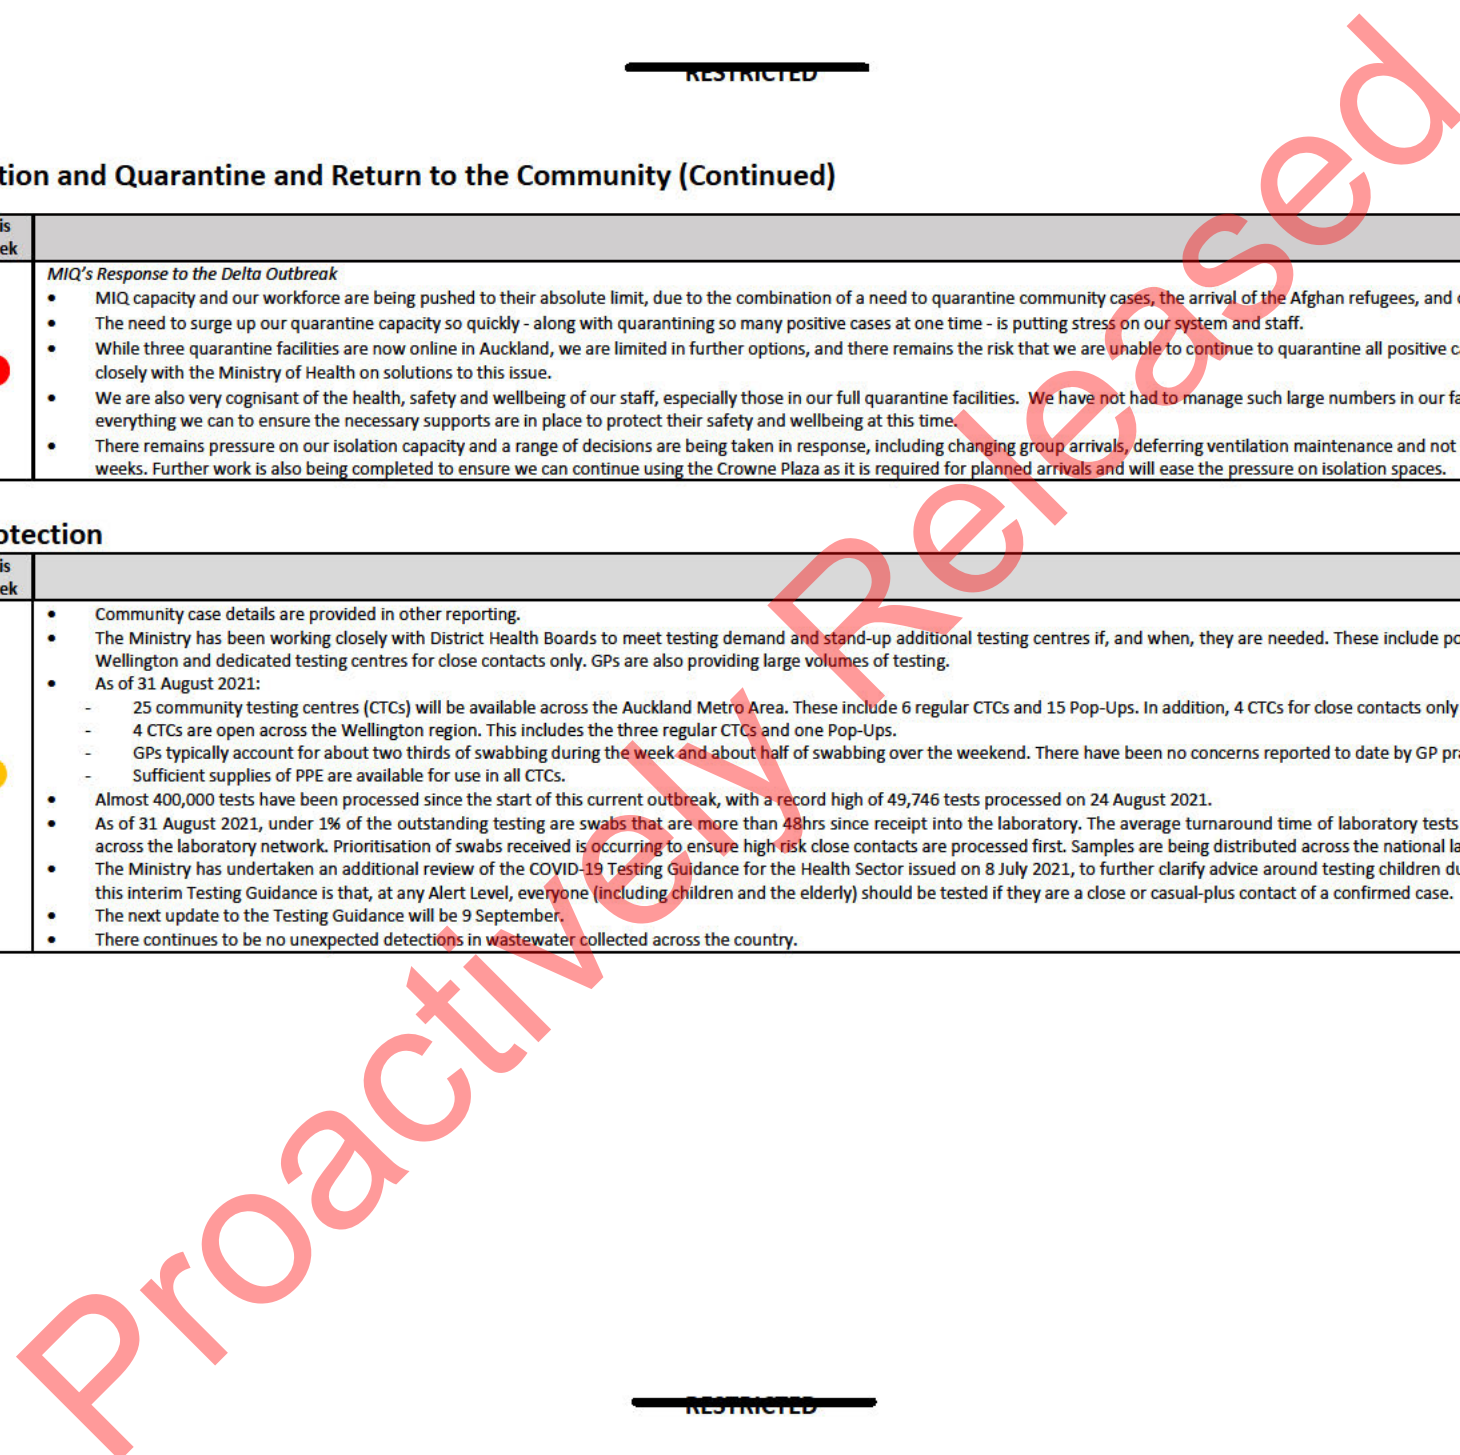 RESTRICTED
tion and Quarantine and Return to the Community (Continued)
is
ek
MIQ's Response to the Delta Outbreak
• MIQ capacity and our workforce are being pushed to their absolute limit, due to the combination of a need to quarantine community cases, the arrival of the Afghan refugees, and
• The need to surge up our quarantine capacity so quickly - along with quarantining so many positive cases at one time - is putting stress on our system and staff.
• While three quarantine facilities are now online in Auckland, we are limited in further options, and there remains the risk that we are unable to continue to quarantine all positive
closely with the Ministry of Health on solutions to this issue.
• We are also very cognisant of the health, safety and wellbeing of our staff, especially those in our full quarantine facilities. We have not had to manage such large numbers in our fa
everything we can to ensure the necessary supports are in place to protect their safety and wellbeing at this time.
• There remains pressure on our isolation capacity and a range of decisions are being taken in response, including changing group arrivals, deferring ventilation maintenance and not
weeks. Further work is also being completed to ensure we can continue using the Crowne Plaza as it is required for planned arrivals and will ease the pressure on isolation spaces.
otection
is
ek
• Community case details are provided in other reporting.
• The Ministry has been working closely with District Health Boards to meet testing demand and stand-up additional testing centres if, and when, they are needed. These include po
Wellington and dedicated testing centres for close contacts only. GPs are also providing large volumes of testing.
• As of 31 August 2021:
- 25 community testing centres (CTCs) will be available across the Auckland Metro Area. These include 6 regular CTCs and 15 Pop-Ups. In addition, 4 CTCs for close contacts only
- 4 CTCs are open across the Wellington region. This includes the three regular CTCs and one Pop-Ups.
- GPs typically account for about two thirds of swabbing during the week and about half of swabbing over the weekend. There have been no concerns reported to date by GP pra
- Sufficient supplies of PPE are available for use in all CTCs.
• Almost 400,000 tests have been processed since the start of this current outbreak, with a record high of 49,746 tests processed on 24 August 2021.
• As of 31 August 2021, under 1% of the outstanding testing are swabs that are more than 48hrs since receipt into the laboratory. The average turnaround time of laboratory tests
across the laboratory network. Prioritisation of swabs received is occurring to ensure high risk close contacts are processed first. Samples are being distributed across the national la
• The Ministry has undertaken an additional review of the COVID-19 Testing Guidance for the Health Sector issued on 8 July 2021, to further clarify advice around testing children du
this interim Testing Guidance is that, at any Alert Level, everyone (including children and the elderly) should be tested if they are a close or casual-plus contact of a confirmed case.
• The next update to the Testing Guidance will be 9 September.
• There continues to be no unexpected detections in wastewater collected across the country.
Proactively Released
RESTRICTED